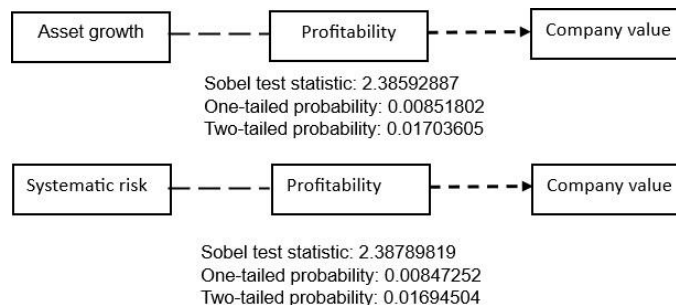 Asset growth Profitability Company value
Sobel test statistic: 2.38592887
One-tailed probability: 0.00851802
Two-tailed probability: 0.01703605
Systematic risk Profitability Company value
Sobel test statistic: 2.38789819
One-tailed probability: 0.00847252
Two-tailed probability: 0.01694504